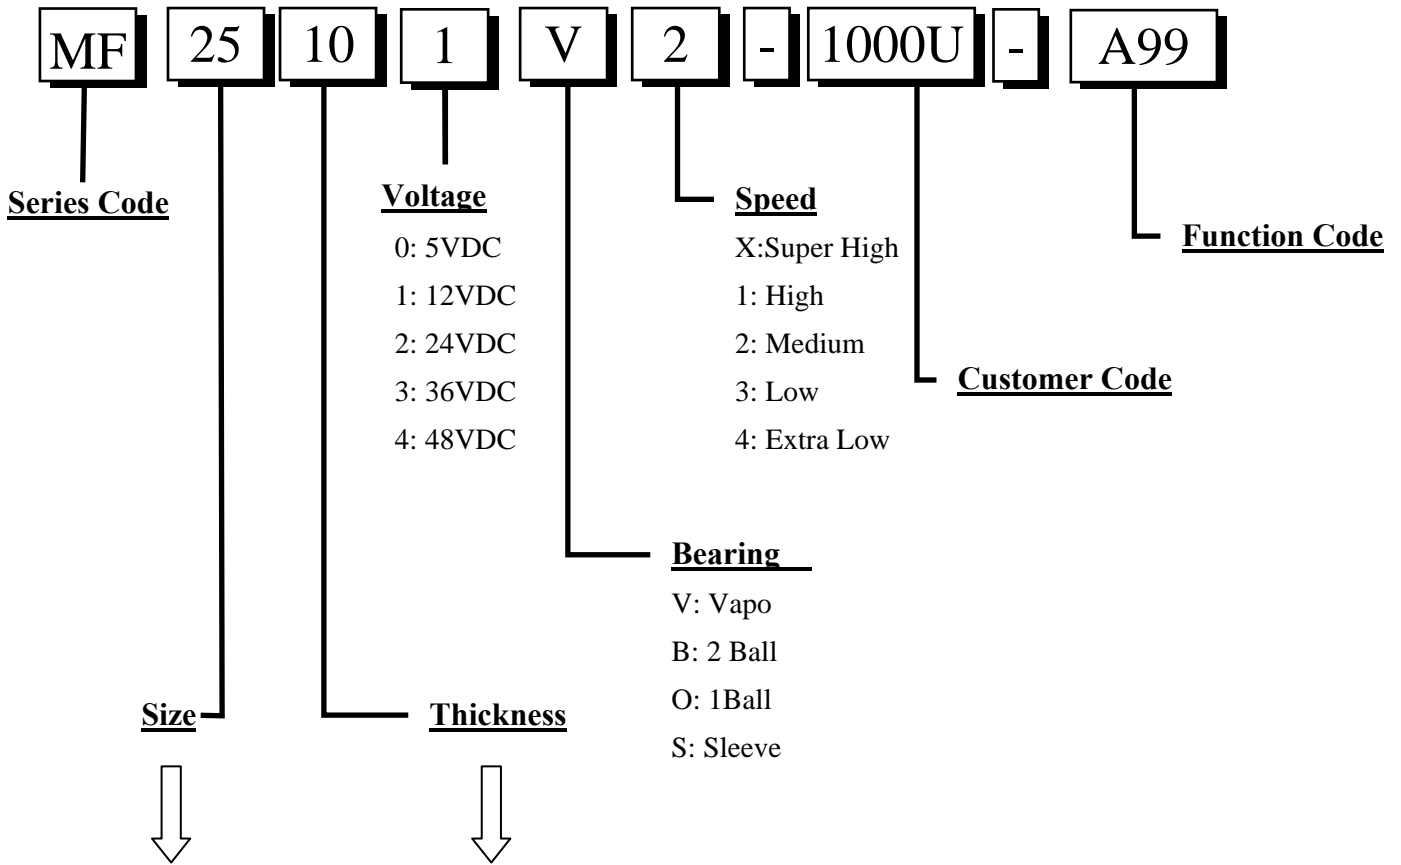 MF 25 10 1 V 2 - 1000U - A99
Series Code
Voltage
0: 5VDC
1: 12VDC
2: 24VDC
3: 36VDC
4: 48VDC
Speed
X:Super High
1: High
2: Medium
3: Low
4: Extra Low
Function Code
Customer Code
Bearing
V: Vapo
B: 2 Ball
O: 1Ball
S: Sleeve
Size
Thickness